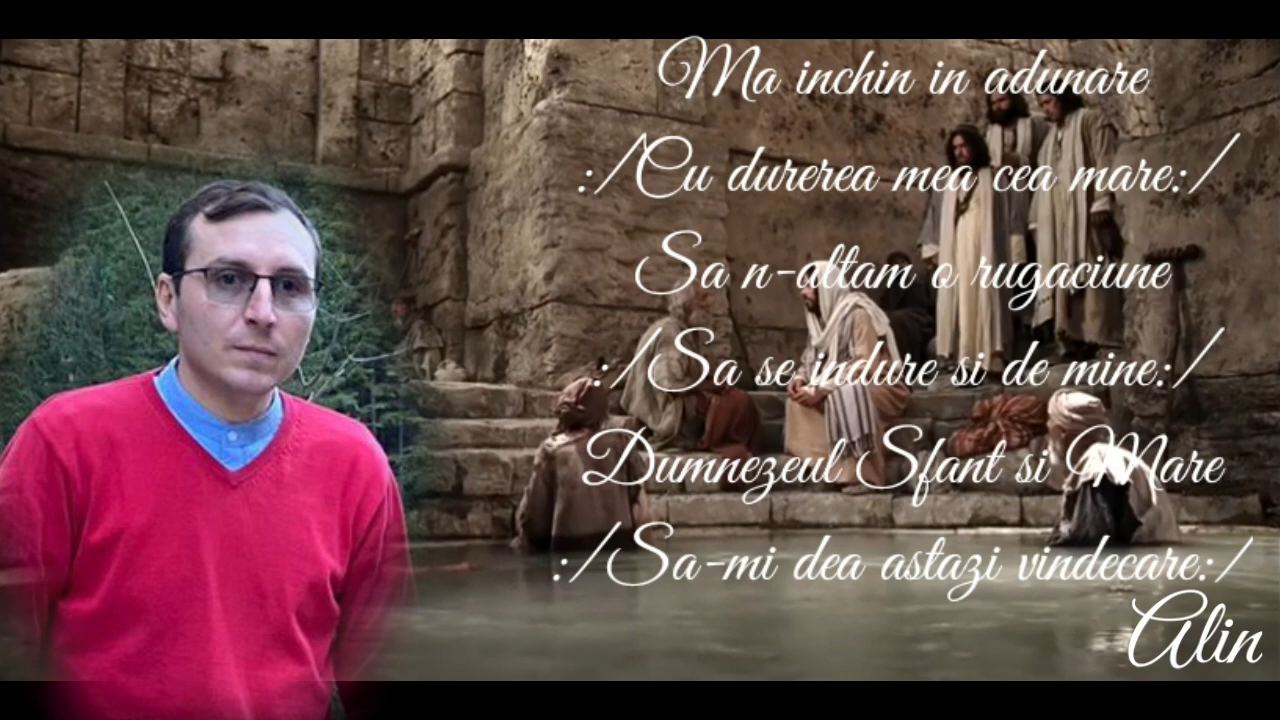 Ma inchin in adunare
:/Cu durerea mea cea mare:/
Sa n-altam o rugaciune
:/Sa se indure si de mine:/
Dumnezeul Sfant si Mare
:/Sa-mi dea astazi vindecare:/
Alin